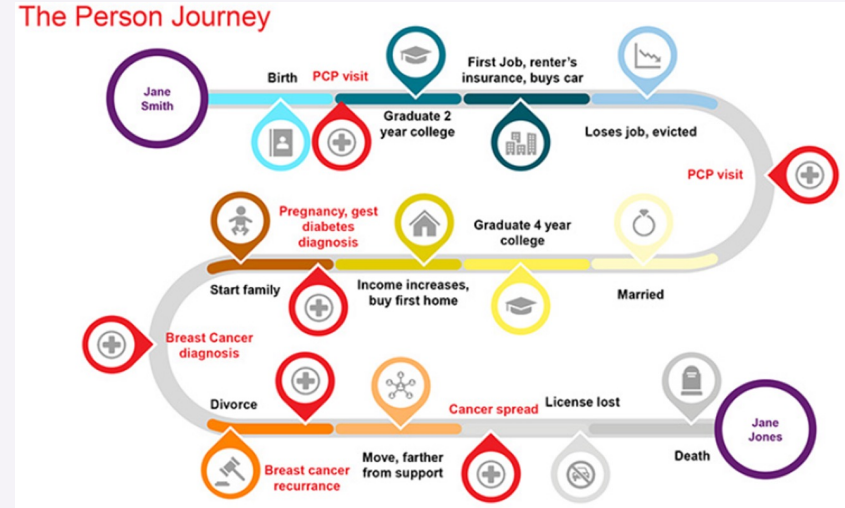 The Person Journey
Jane
Smith
Birth
PCP visit
Graduate 2
year college
First Job, renter's
insurance, buys car
Loses job, evicted
PCP visit
Married
Graduate 4 year
college
Income increases,
buy first home
Pregnancy, gest
diabetes
diagnosis
Start family
Breast Cancer
diagnosis
Divorce
Breast cancer
recurrance
Move, farther
from support
Cancer spread
License lost
Death
Jane
Jones